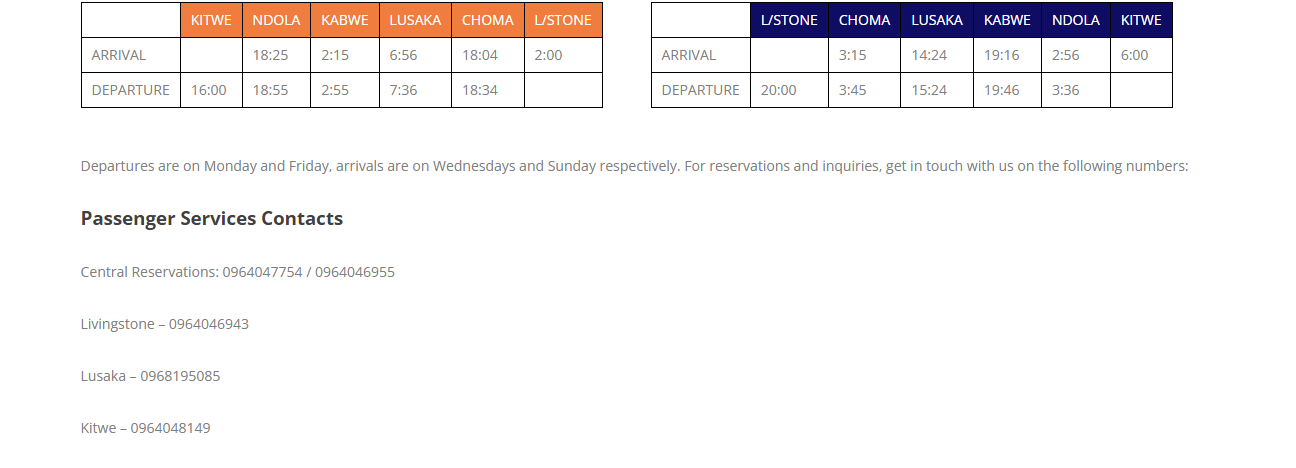 KITWE NDOLA KABWE LUSAKA CHOMA L/STONE
ARRIVAL 18:25 2:15 6:56 18:04 2:00
DEPARTURE 16:00 18:55 2:55 7:36 18:34
L/STONE CHOMA LUSAKA KABWE NDOLA KITWE
ARRIVAL 3:15 14:24 19:16 2:56 6:00
DEPARTURE 20:00 3:45 15:24 19:46 3:36
Departures are on Monday and Friday, arrivals are on Wednesdays and Sunday respectively. For reservations and inquiries, get in touch with us on the following numbers:
Passenger Services Contacts
Central Reservations: 0964047754 / 0964046955
Livingstone – 0964046943
Lusaka – 0968195085
Kitwe – 0964048149